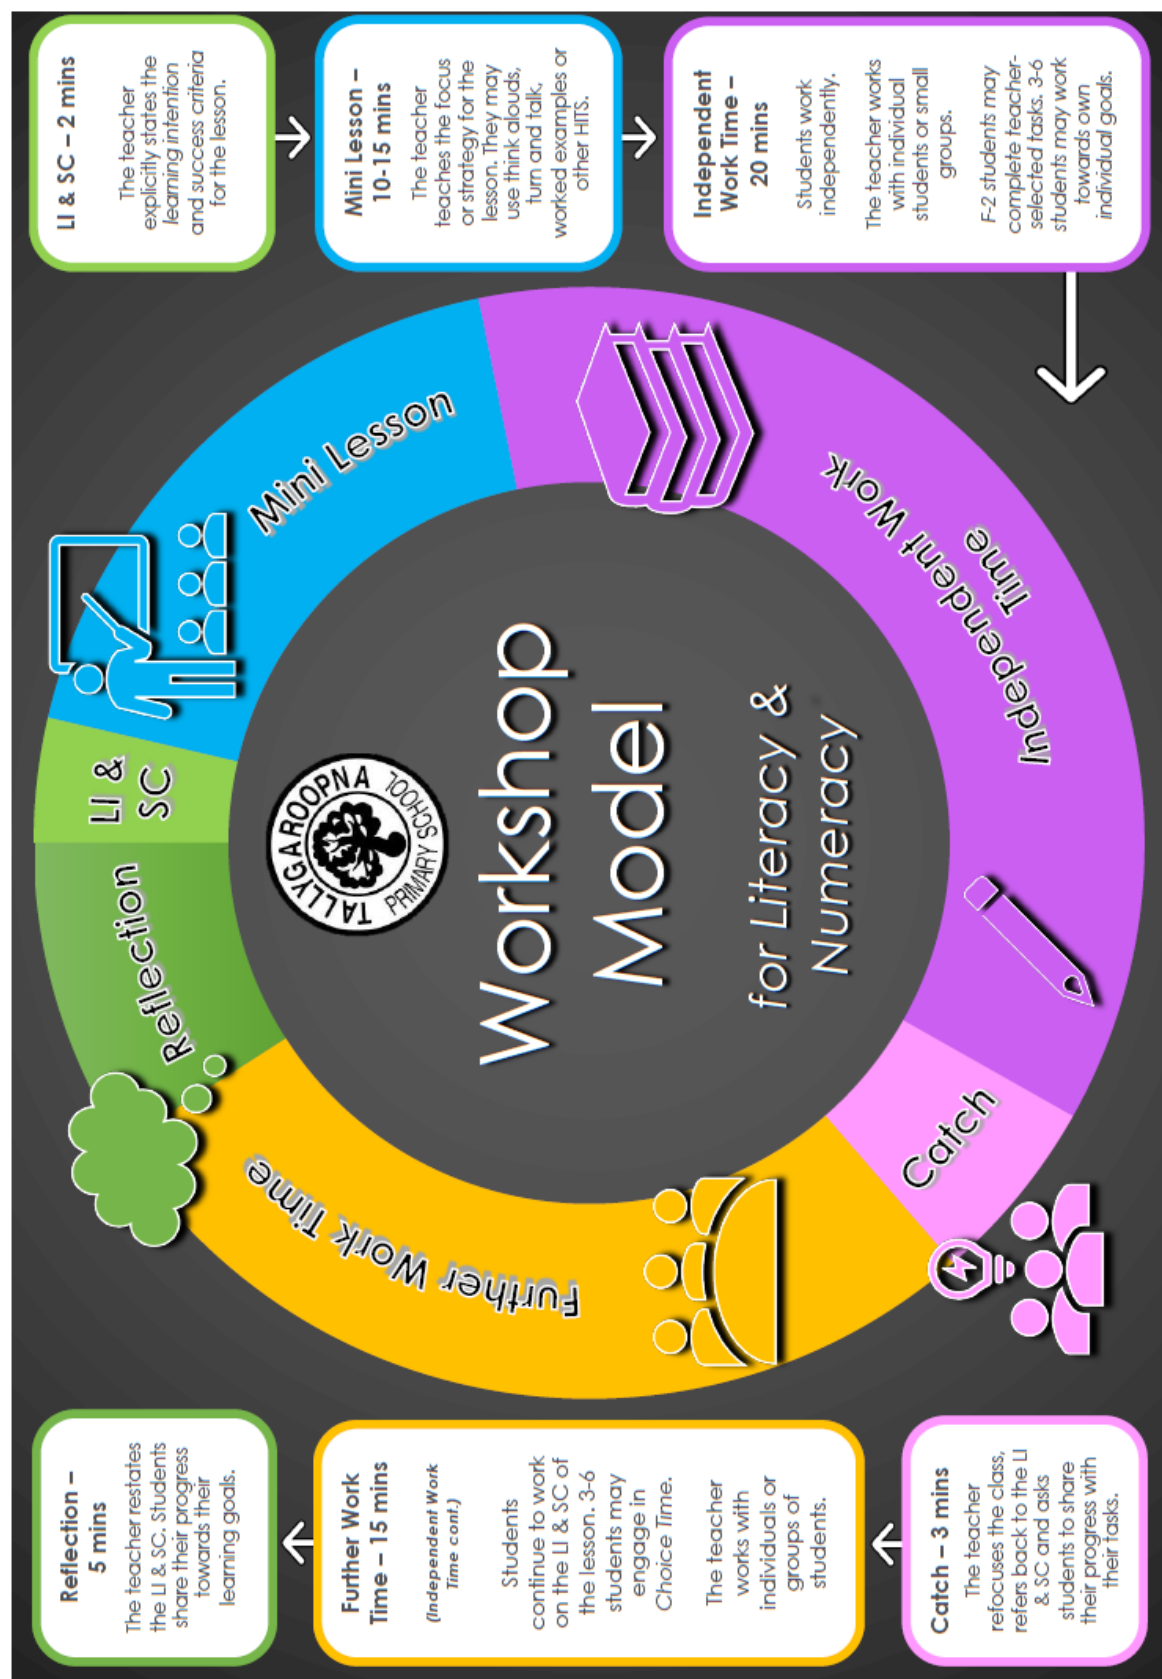 LI & SC – 2 mins
The teacher
explicitly states the
learning intention
and success criteria
for the lesson.
Mini Lesson –
10-15 mins
The teacher
teaches the focus
or strategy for the
lesson. They may
use think alouds,
turn and talk,
worked examples or
other HITS.
Independent
Work Time –
20 mins
Students work
independently.
The teacher works
with individual
students or small
groups.
F-2 students may
complete teacher-
selected tasks. 3-6
students may work
towards own
individual goals.
Catch – 3 mins
The teacher
refocuses the class,
refers back to the LI
& SC and asks
students to share
their progress with
their tasks.
Further Work
Time – 15 mins
(Independent Work
Time cont.)
Students
continue to work
on the LI & SC of
the lesson. 3-6
students may
engage in
Choice Time.
The teacher
works with
individuals or
groups of
students.
Reflection –
5 mins
The teacher restates
the LI & SC. Students
share their progress
towards their
learning goals.
LI &
SC
Mini Lesson
Independent Work
Time
Catch
Further Work Time
Reflection
TALLYGAROOPNA
PRIMARY SCHOOL
Workshop
Model
for Literacy &
Numeracy